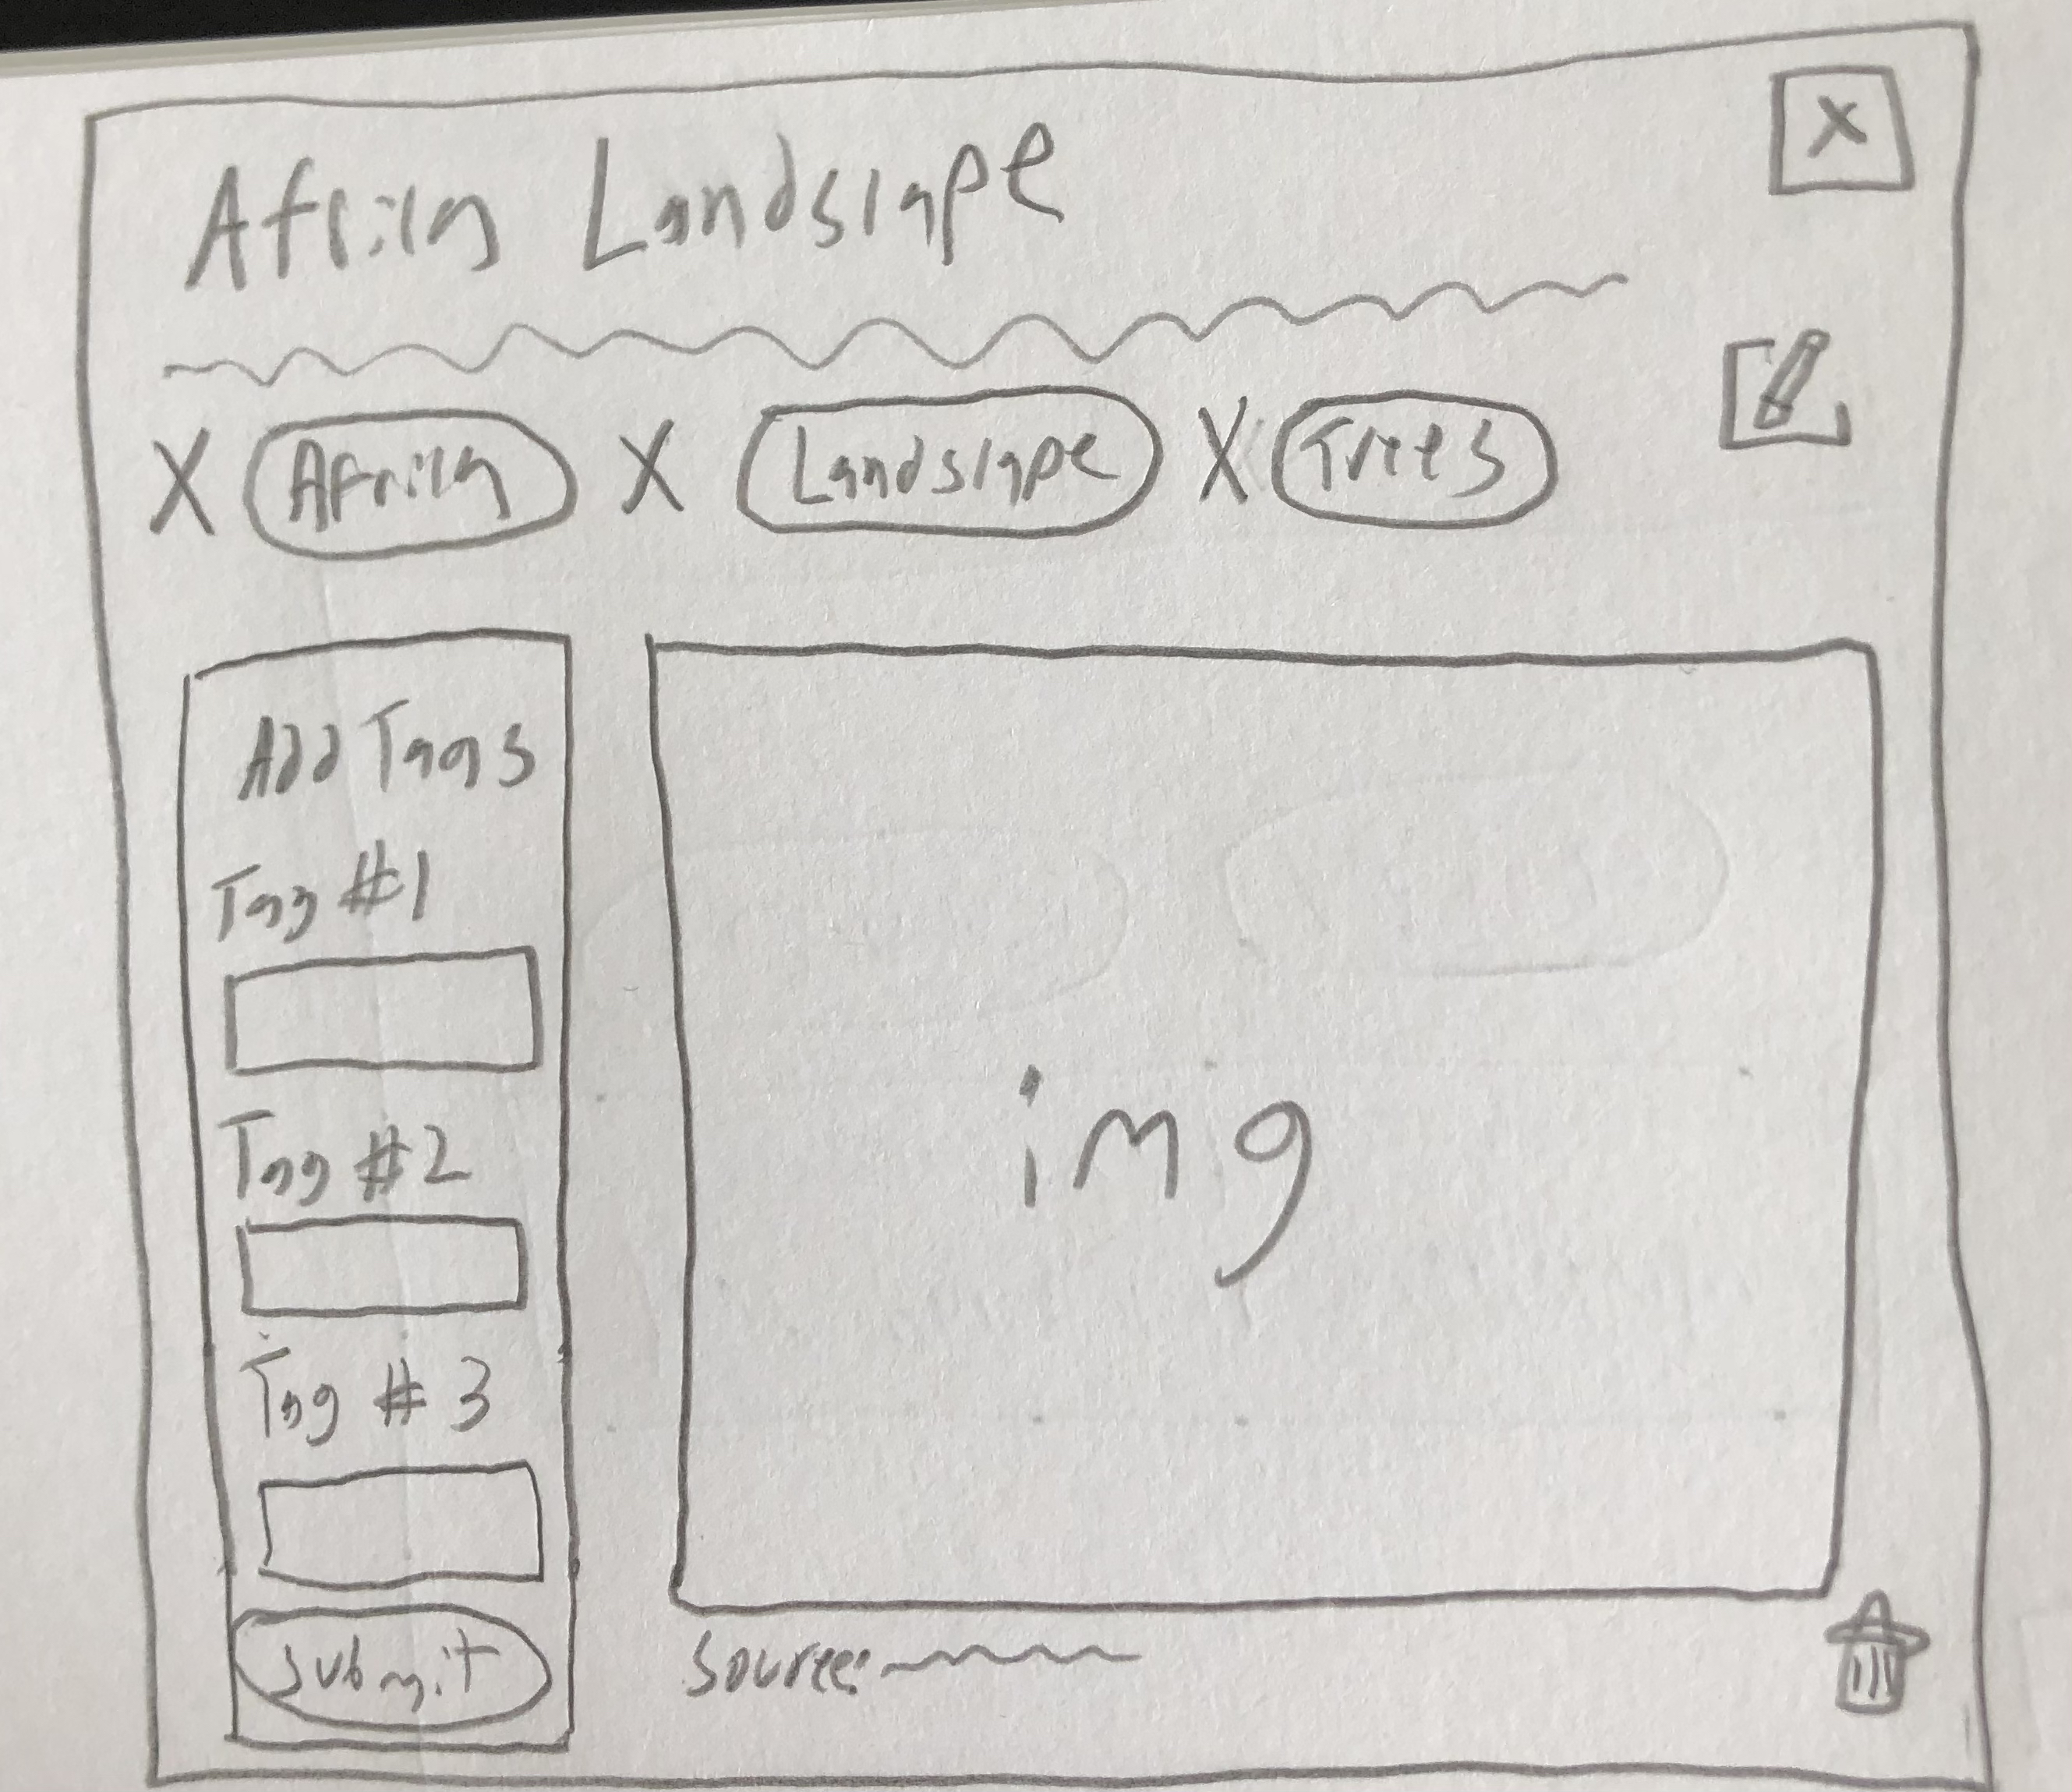 Africa Landscape
X
X Africa X Landscape X Trees
Add Tags
Tag #1
Tag #2
Tag #3
Submit
img
Source: